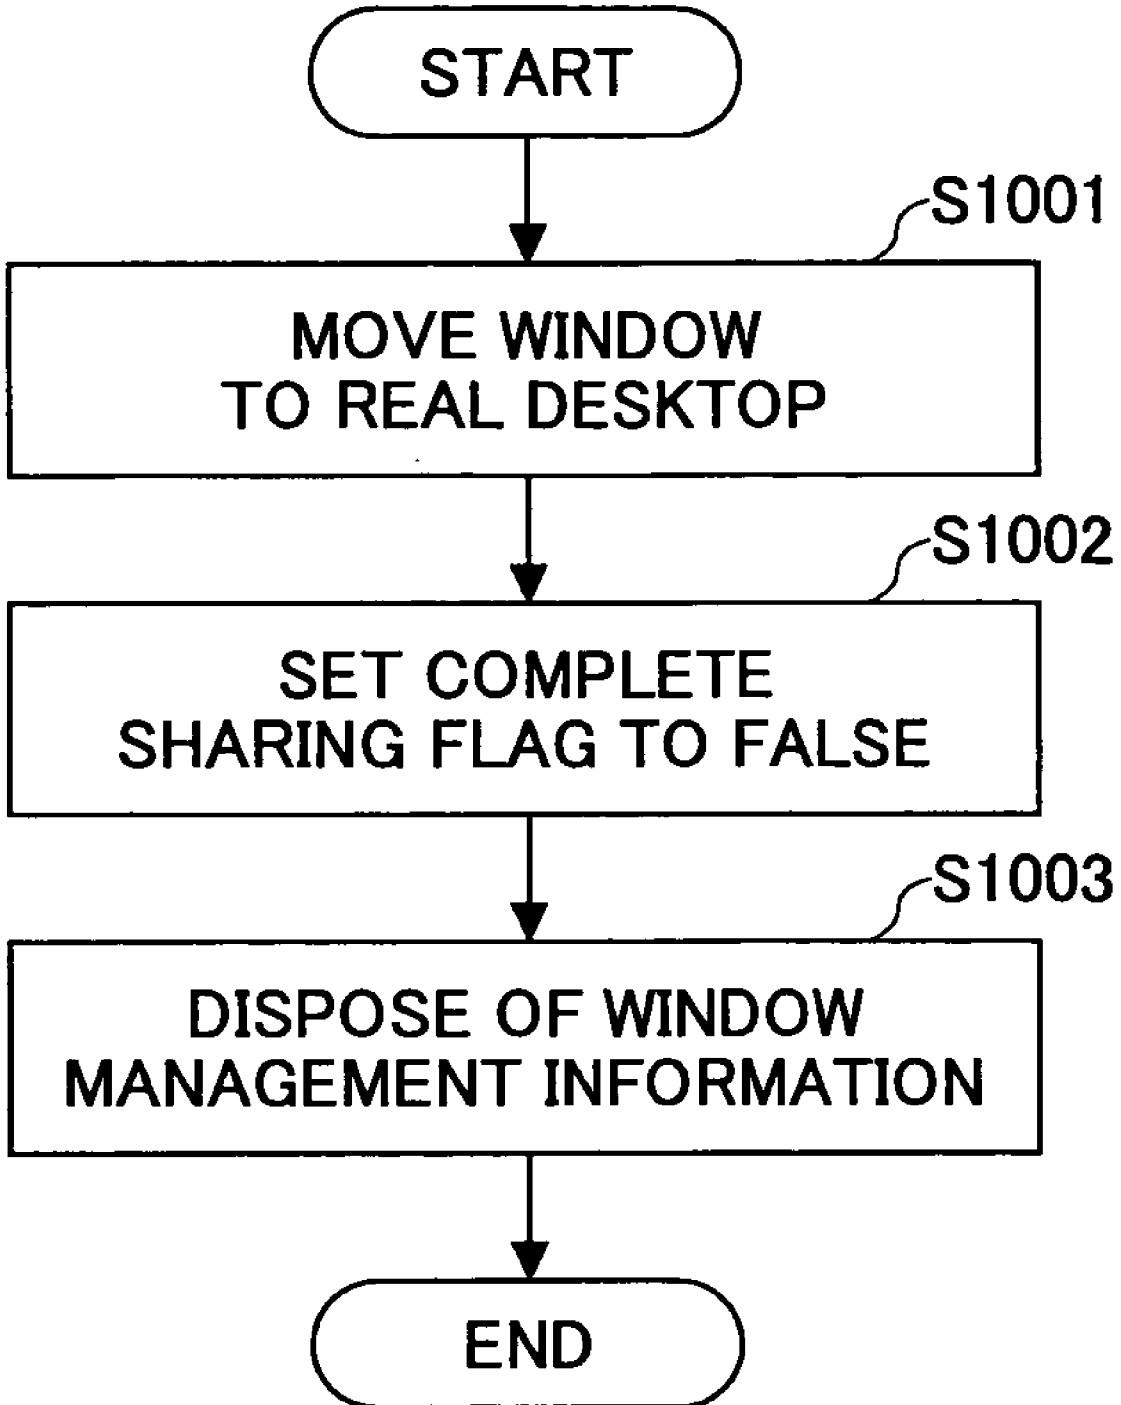 START
S1001
MOVE WINDOW
TO REAL DESKTOP
S1002
SET COMPLETE
SHARING FLAG TO FALSE
S1003
DISPOSE OF WINDOW
MANAGEMENT INFORMATION
END